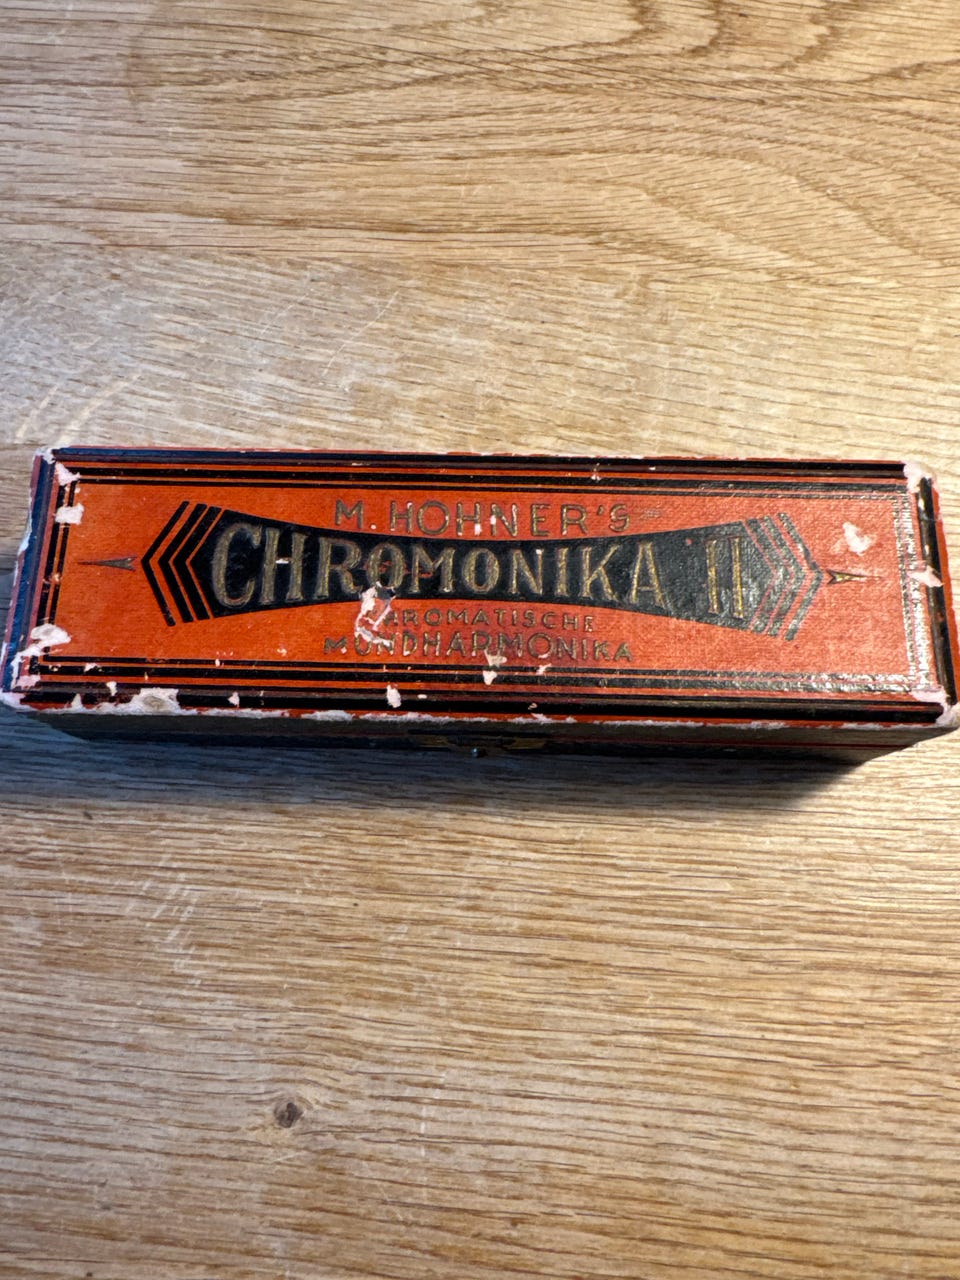 M. HOHNER'S
CHROMONIKA II
CHROMATISCHE
MUNDHARMONIKA